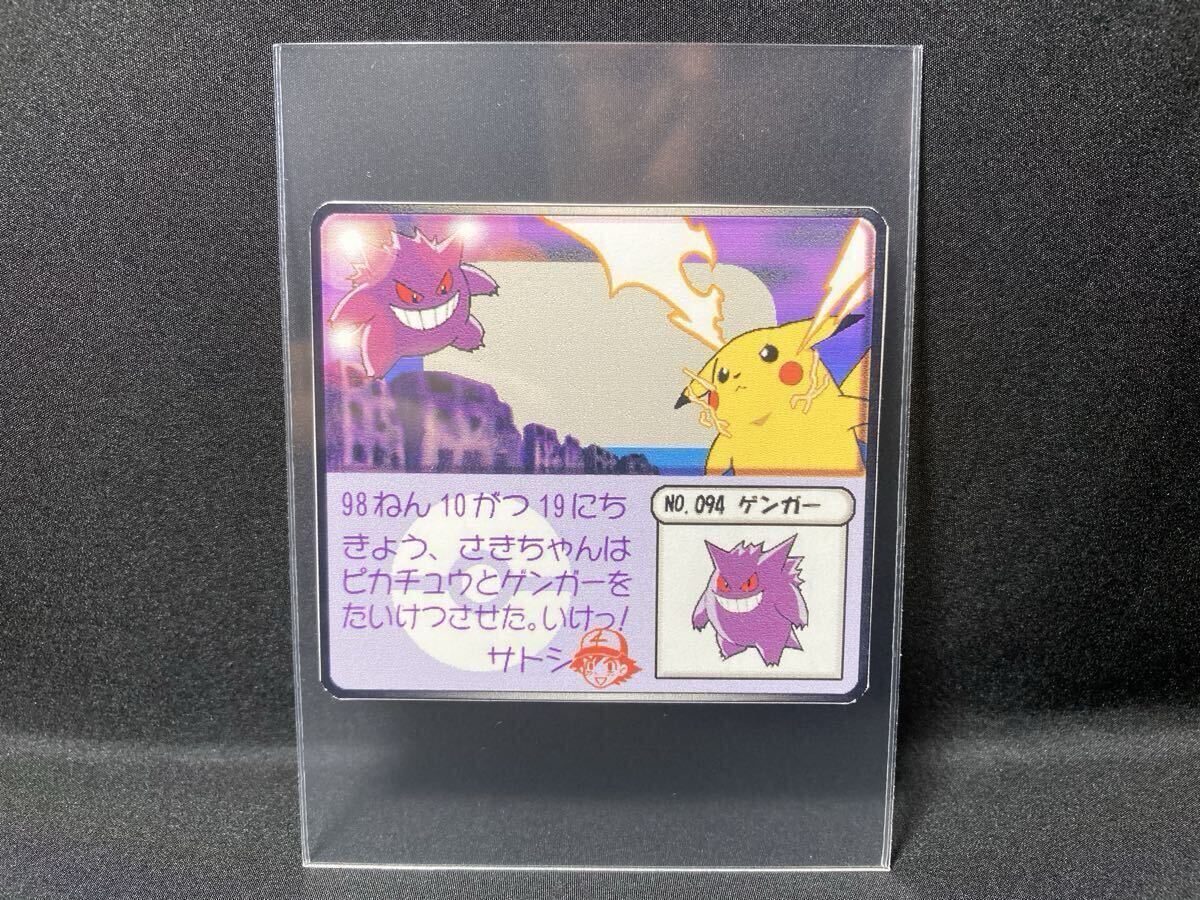 98ねん10がつ19にち
きょう、さきちゃんは
ピカチュウとゲンガーを
たいけつさせた。いけっ!
サトシ
NO.094 ゲンガー